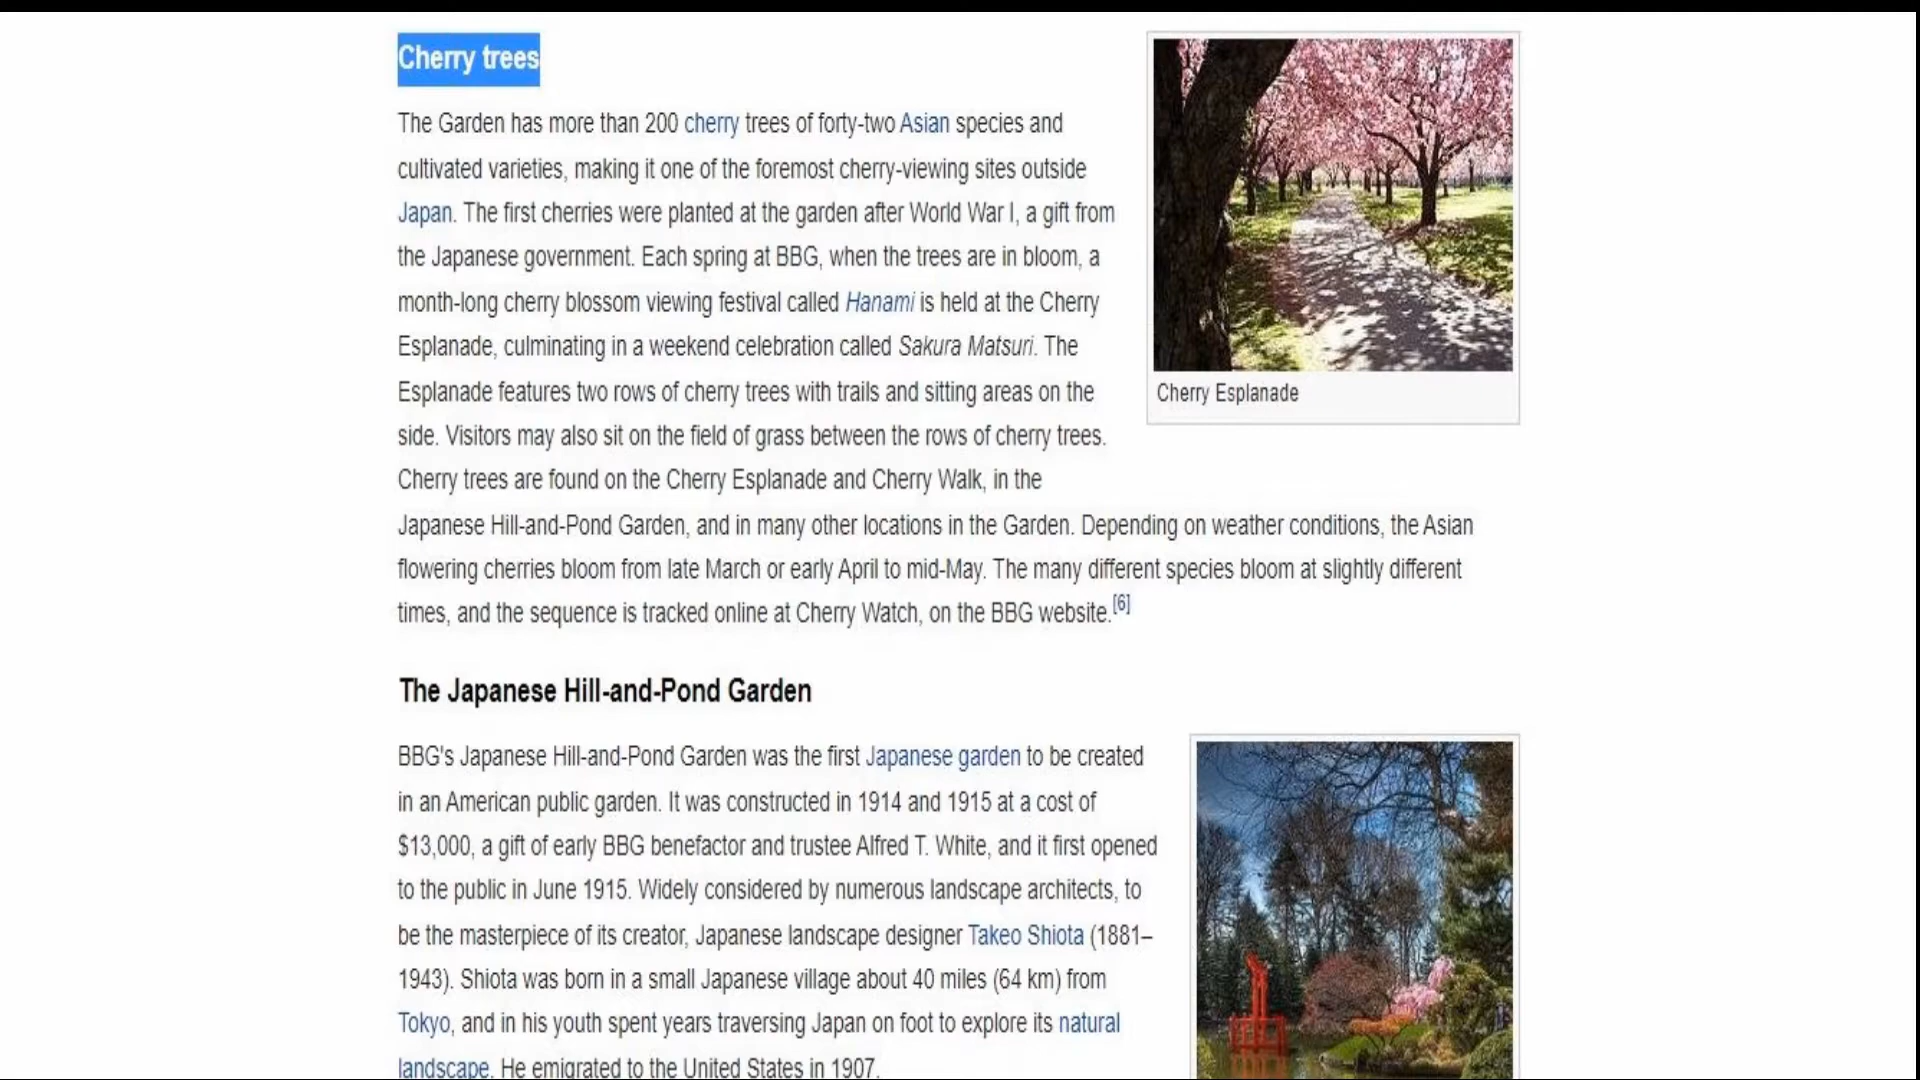 Cherry trees
The Garden has more than 200 cherry trees of forty-two Asian species and
cultivated varieties, making it one of the foremost cherry-viewing sites outside
Japan. The first cherries were planted at the garden after World War I, a gift from
the Japanese government. Each spring at BBG, when the trees are in bloom, a
month-long cherry blossom viewing festival called Hanami is held at the Cherry
Esplanade, culminating in a weekend celebration called Sakura Matsuri. The
Esplanade features two rows of cherry trees with trails and sitting areas on the
side. Visitors may also sit on the field of grass between the rows of cherry trees.
Cherry trees are found on the Cherry Esplanade and Cherry Walk, in the
Japanese Hill-and-Pond Garden, and in many other locations in the Garden. Depending on weather conditions, the Asian
flowering cherries bloom from late March or early April to mid-May. The many different species bloom at slightly different
times, and the sequence is tracked online at Cherry Watch, on the BBG website.[6]
Cherry Esplanade
The Japanese Hill-and-Pond Garden
BBG's Japanese Hill-and-Pond Garden was the first Japanese garden to be created
in an American public garden. It was constructed in 1914 and 1915 at a cost of
$13,000, a gift of early BBG benefactor and trustee Alfred T. White, and it first opened
to the public in June 1915. Widely considered by numerous landscape architects, to
be the masterpiece of its creator, Japanese landscape designer Takeo Shiota (1881–
1943). Shiota was born in a small Japanese village about 40 miles (64 km) from
Tokyo, and in his youth spent years traversing Japan on foot to explore its natural
landscape. He emigrated to the United States in 1907.